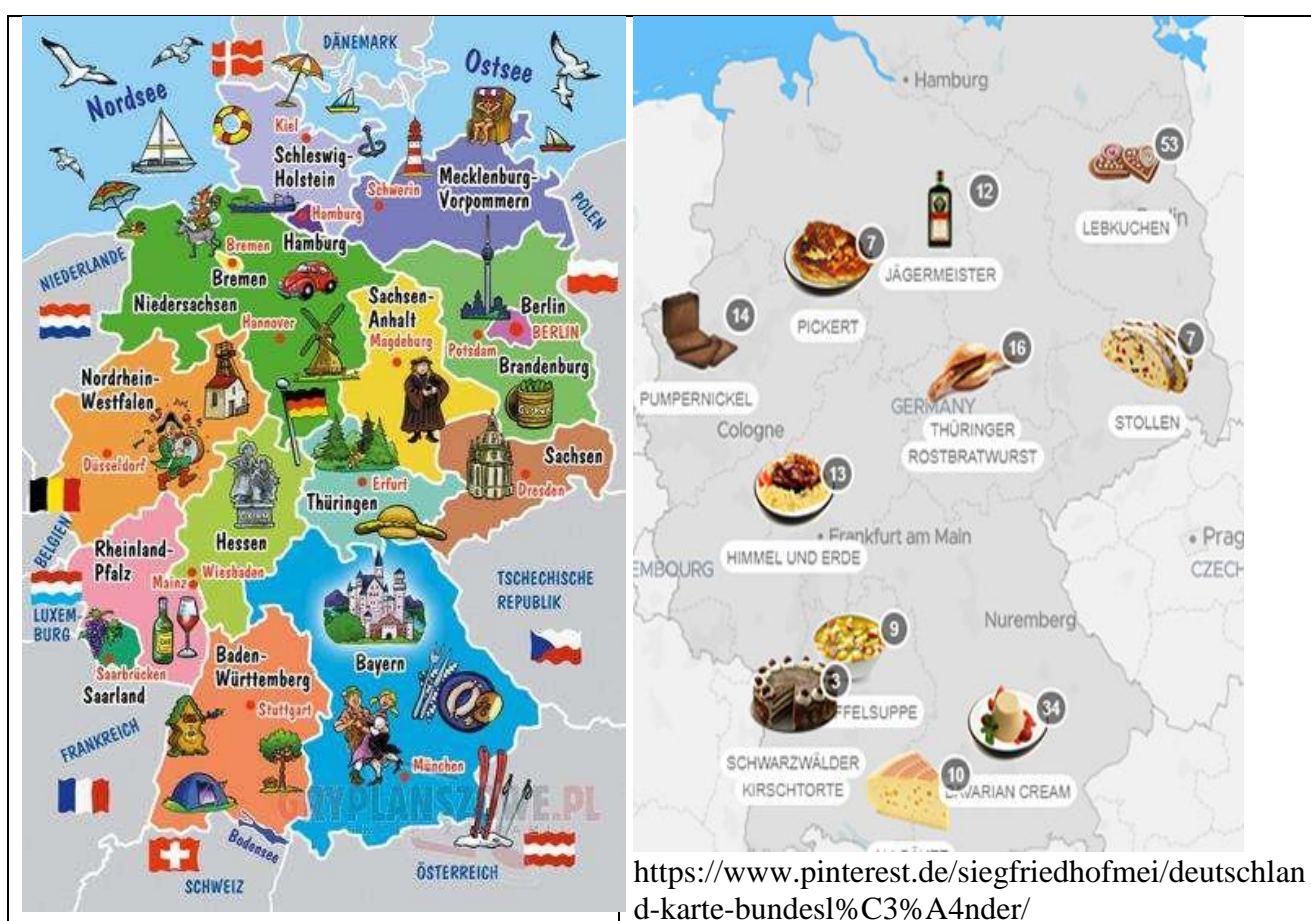 DÄNEMARK
Nordsee
Ostsee
Kiel
Schleswig-
Holstein
Schwerin
Mecklenburg-
Vorpommern
POLEN
Hamburg
Hamburg
Bremen
Bremen
NIEDERLANDE
Niedersachsen
Hannover
Sachsen-
Anhalt
Magdeburg
Berlin
BERLIN
Potsdam
Brandenburg
Nordrhein-
Westfalen
Düsseldorf
Sachsen
Dresden
Erfurt
Thüringen
BELGIEN
Hessen
Rheinland-
Pfalz
Wiesbaden
Mainz
LUXEM-
BURG
TSCHECHISCHE
REPUBLIK
Saarbrücken
Saarland
Baden-
Württemberg
Stuttgart
Bayern
FRANKREICH
München
Bodensee
SCHWEIZ
ÖSTERREICH
Hamburg
53
LEBKUCHEN
12
JÄGERMEISTER
7
PICKERT
14
PUMPERNICKEL
16
GERMANY
THÜRINGER
ROSTBRATWURST
7
STOLLEN
Cologne
13
HIMMEL UND ERDE
Frankfurt am Main
Prag
CZECH
EMBOURG
Nuremberg
9
FFELSUPPE
3
SCHWARZWÄLDER
KIRSCHTORTE
34
BAVARIAN CREAM
10
https://www.pinterest.de/siegfriedhofmei/deutschlan
d-karte-bundesl%C3%A4nder/